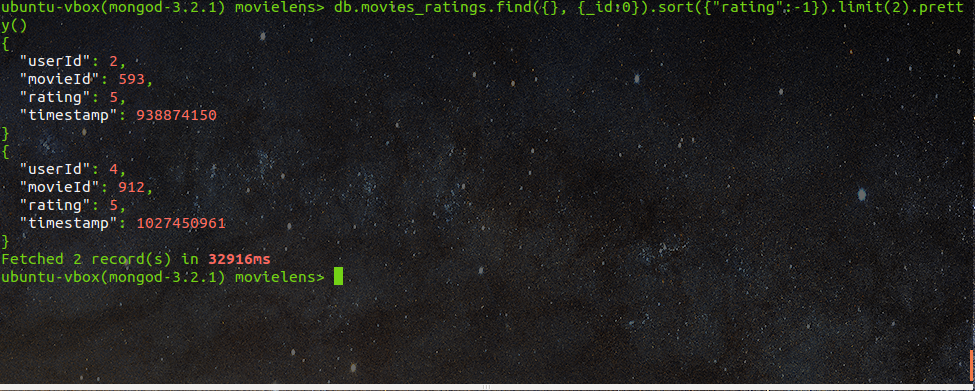 ubuntu-vbox(mongod-3.2.1) movielens> db.movies_ratings.find({}, {_id:0}).sort({"rating":-1}).limit(2).prett
y()
{
  "userId": 2,
  "movieId": 593,
  "rating": 5,
  "timestamp": 938874150
}
{
  "userId": 4,
  "movieId": 912,
  "rating": 5,
  "timestamp": 1027450961
}
Fetched 2 record(s) in 32916ms
ubuntu-vbox(mongod-3.2.1) movielens>